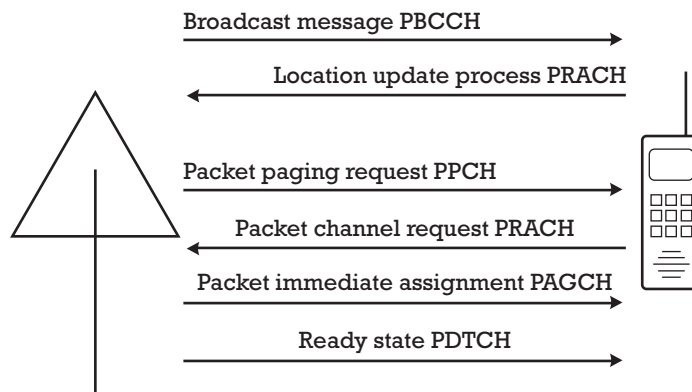 Broadcast message PBCCH
Location update process PRACH
Packet paging request PPCH
Packet channel request PRACH
Packet immediate assignment PAGCH
Ready state PDTCH